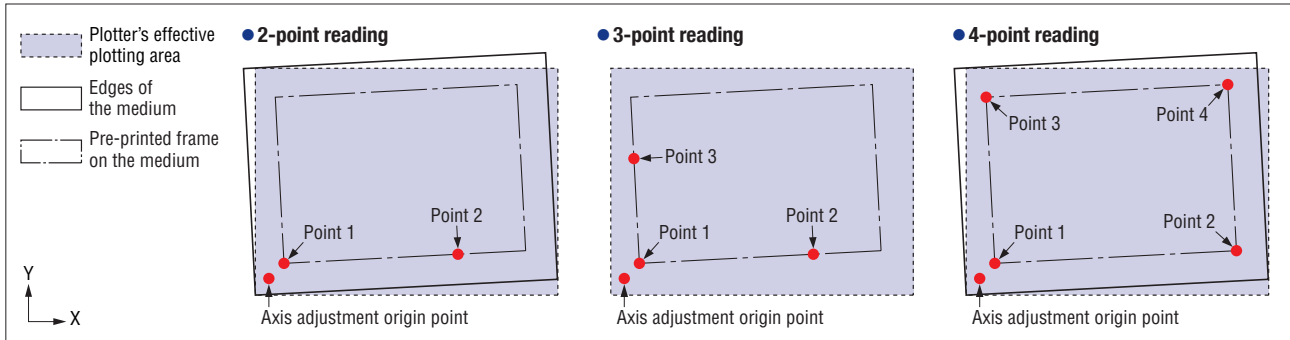 Plotter's effective
plotting area
Edges of
the medium
Pre-printed frame
on the medium
Y
X
2-point reading
Point 1
Point 2
Axis adjustment origin point
3-point reading
Point 3
Point 1
Point 2
Axis adjustment origin point
4-point reading
Point 3
Point 4
Point 1
Point 2
Axis adjustment origin point